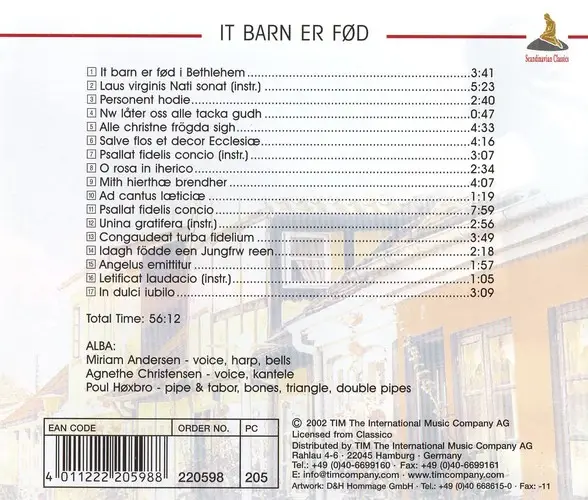 IT BARN ER FØD
Scandinavian Classics
1 It barn er fød i Bethlehem 3:41
2 Laus virginis Nati sonat (instr.) 5:23
3 Personent hodie 2:40
4 Nw låter oss alle tacka gudh 0:47
5 Alle christne frögda sigh 4:33
6 Salve flos et decor Ecclesiæ 4:16
7 Psallat fidelis concio (instr.) 3:07
8 O rosa in iherico 2:34
9 Mith hierthæ brendher 4:07
10 Ad cantus læticiæ 1:19
11 Psallat fidelis concio 7:59
12 Unina gratifera (instr.) 2:56
13 Congaudeat turba fidelium 3:49
14 Idagh födde een Jungfrw reen 2:18
15 Angelus emittitur 1:57
16 Letificat laudacio (instr.) 1:05
17 In dulci iubilo 3:09
Total Time: 56:12
ALBA:
Miriam Andersen - voice, harp, bells
Agnethe Christensen - voice, kantele
Poul Høxbro - pipe & tabor, bones, triangle, double pipes
EAN CODE ORDER NO. PC
4 011222 205988 220598 205
© 2002 TIM The International Music Company AG
Licensed from Classico
Distributed by TIM The International Music Company AG
Rahlau 4-6 · 22045 Hamburg · Germany
Tel.: +49 (0)40-6699160 · Fax: +49 (0)40-6699161
E: info@timcompany.com · www.timcompany.com
Artwork: D&H Hommage GmbH · Tel.: +49 (0)40 668615-0 · Fax: -11